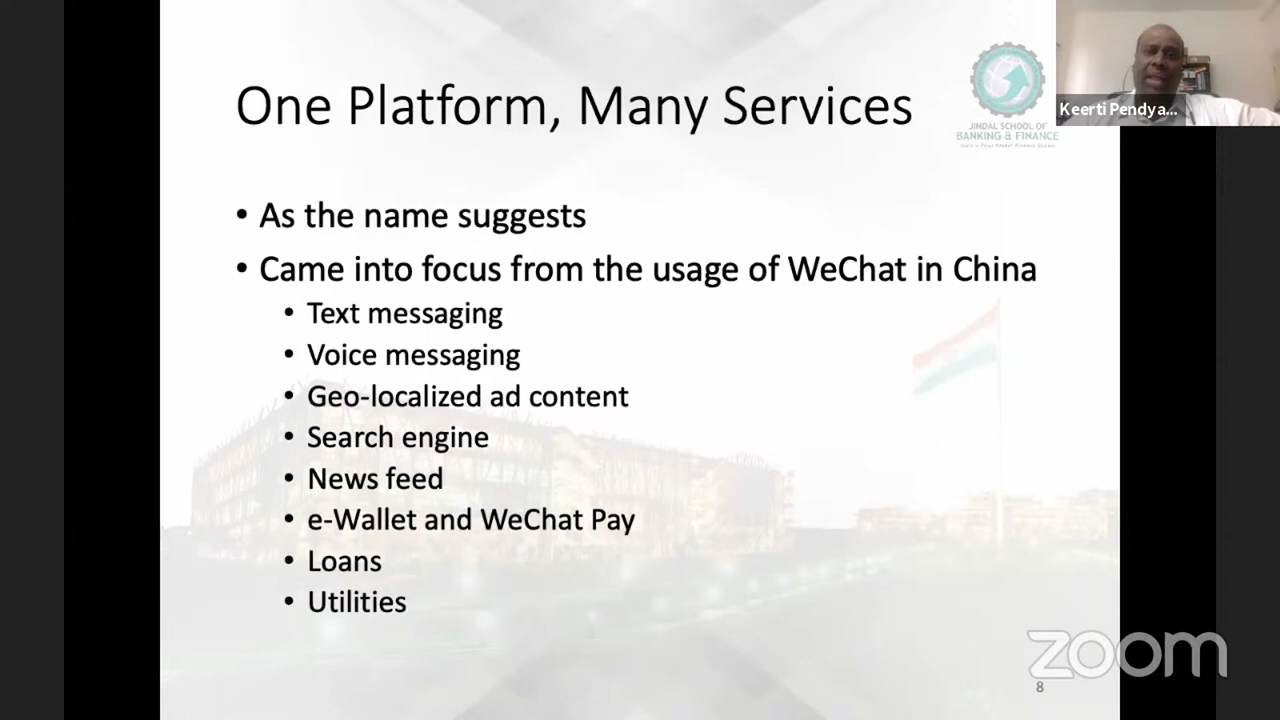 One Platform, Many Services
JINDAL SCHOOL OF
BANKING & FINANCE
Keerti Pendya...
• As the name suggests
• Came into focus from the usage of WeChat in China
• Text messaging
• Voice messaging
• Geo-localized ad content
• Search engine
• News feed
• e-Wallet and WeChat Pay
• Loans
• Utilities
zoom
8